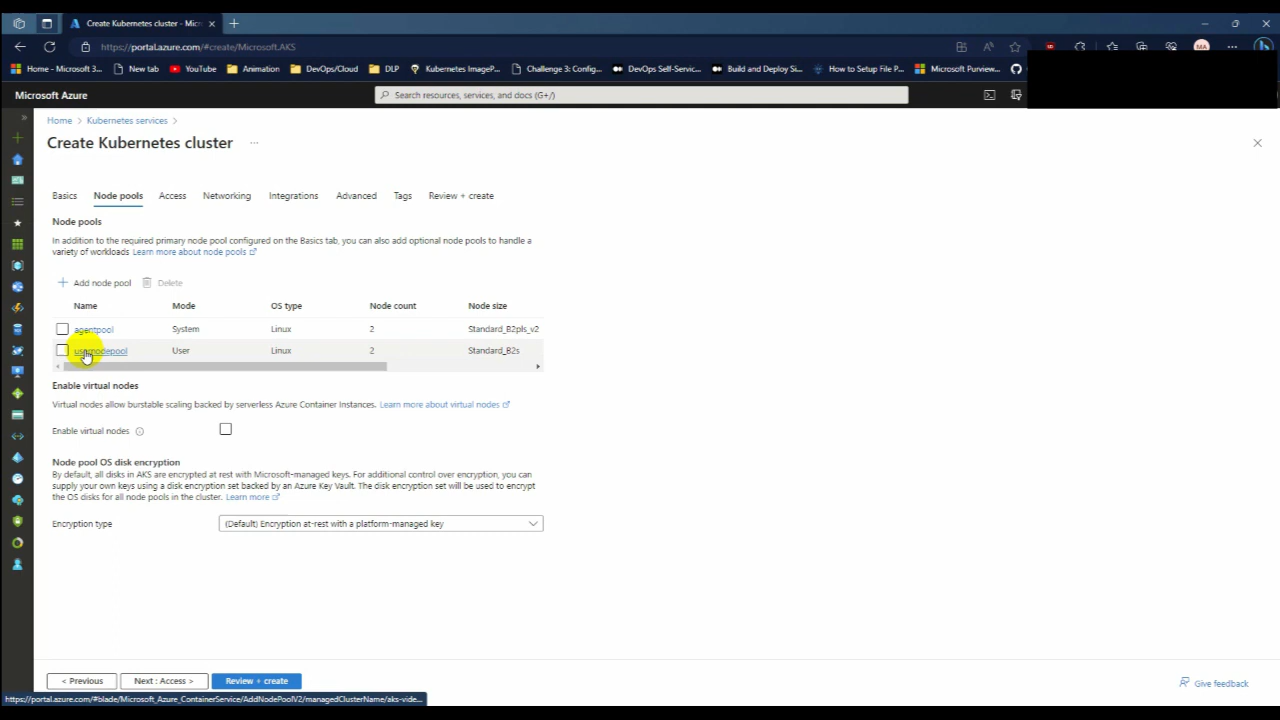 Create Kubernetes cluster - Mic
https://portal.azure.com/#create/Microsoft.AKS
MA
Home - Microsoft 3...
New tab
YouTube
Animation
DevOps/Cloud
DLP
Kubernetes ImageP...
Challenge 3: Config...
DevOps Self-Servic...
Build and Deploy Si...
How to Setup File P...
Microsoft Purview...
Microsoft Azure
Search resources, services, and docs (G+/)
Home > Kubernetes services >
Create Kubernetes cluster ...
Basics Node pools Access Networking Integrations Advanced Tags Review + create
Node pools
In addition to the required primary node pool configured on the Basics tab, you can also add optional node pools to handle a
variety of workloads Learn more about node pools
+ Add node pool Delete
Name Mode OS type Node count Node size
agentpool System Linux 2 Standard_B2pls_v2
usernodepool User Linux 2 Standard_B2s
Enable virtual nodes
Virtual nodes allow burstable scaling backed by serverless Azure Container Instances. Learn more about virtual nodes
Enable virtual nodes
Node pool OS disk encryption
By default, all disks in AKS are encrypted at rest with Microsoft-managed keys. For additional control over encryption, you can
supply your own keys using a disk encryption set backed by an Azure Key Vault. The disk encryption set will be used to encrypt
the OS disks for all node pools in the cluster. Learn more
Encryption type (Default) Encryption at-rest with a platform-managed key
< Previous Next : Access > Review + create
Give feedback
https://portal.azure.com/#blade/Microsoft_Azure_ContainerService/AddNodePoolV2/managedClusterName/aks-vide...